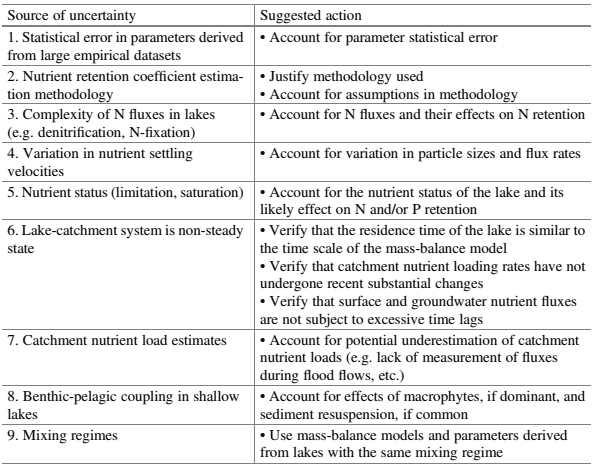 Source of uncertainty
Suggested action
1. Statistical error in parameters derived
from large empirical datasets
• Account for parameter statistical error
2. Nutrient retention coefficient estima-
tion methodology
• Justify methodology used
• Account for assumptions in methodology
3. Complexity of N fluxes in lakes
(e.g. denitrification, N-fixation)
• Account for N fluxes and their effects on N retention
4. Variation in nutrient settling
velocities
• Account for variation in particle sizes and flux rates
5. Nutrient status (limitation, saturation)
• Account for the nutrient status of the lake and its
likely effect on N and/or P retention
6. Lake-catchment system is non-steady
state
• Verify that the residence time of the lake is similar to
the time scale of the mass-balance model
• Verify that catchment nutrient loading rates have not
undergone recent substantial changes
• Verify that surface and groundwater nutrient fluxes
are not subject to excessive time lags
7. Catchment nutrient load estimates
• Account for potential underestimation of catchment
nutrient loads (e.g. lack of measurement of fluxes
during flood flows, etc.)
8. Benthic-pelagic coupling in shallow
lakes
• Account for effects of macrophytes, if dominant, and
sediment resuspension, if common
9. Mixing regimes
• Use mass-balance models and parameters derived
from lakes with the same mixing regime